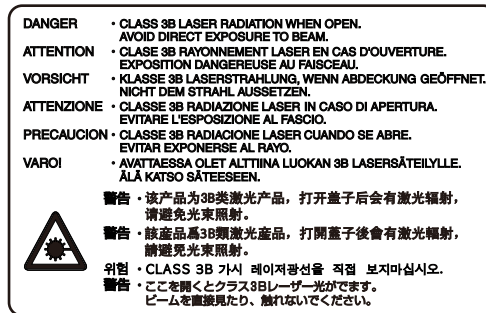 DANGER ・CLASS 3B LASER RADIATION WHEN OPEN.
AVOID DIRECT EXPOSURE TO BEAM.
ATTENTION ・CLASE 3B RAYONNEMENT LASER EN CAS D'OUVERTURE.
EXPOSITION DANGEREUSE AU FAISCEAU.
VORSICHT ・KLASSE 3B LASERSTRAHLUNG, WENN ABDECKUNG GEÖFFNET.
NICHT DEM STRAHL AUSSETZEN.
ATTENZIONE ・CLASSE 3B RADIAZIONE LASER IN CASO DI APERTURA.
EVITARE L'ESPOSIZIONE AL FASCIO.
PRECAUCION・CLASSE 3B RADIACIONE LASER CUANDO SE ABRE.
EVITAR EXPONERSE AL RAYO.
VARO! ・AVATTAESSA OLET ALTTIINA LUOKAN 3B LASERSÄTEILYLLE.
ÄLÄ KATSO SÄTEESEEN.
警告・该产品为3B类激光产品，打开盖子后会有激光辐射，
请避免光束照射。
警告・該産品爲3B類激光産品，打開蓋子後會有激光輻射，
請避免光束照射。
위험・CLASS 3B 가시 레이저광선을 직접 보지마십시오.
警告・ここを開くとクラス3Bレーザー光がでます。
ビームを直接見たり、触れないでください。